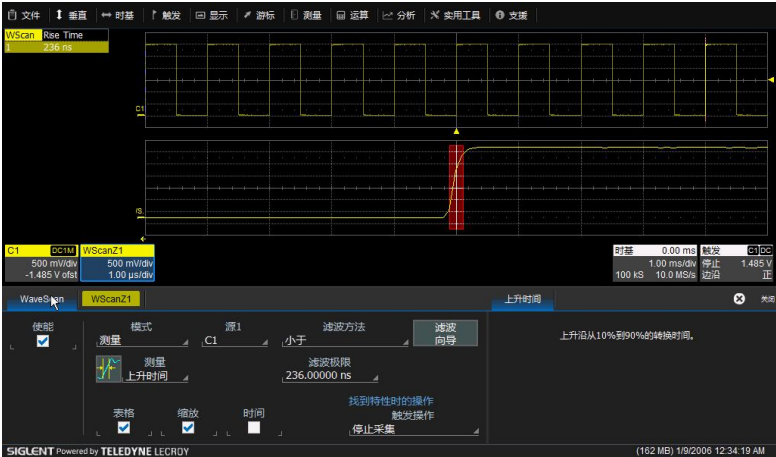 文件 垂直 时基 触发 显示 游标 测量 运算 分析 实用工具 支援
WScan Rise Time
1 236 ns
C1
C1 DC1M WScanZ1
500 mV/div 500 mV/div
-1.485 V ofst 1.00 µs/div
时基 0.00 ms 触发 C1 DC
1.00 ms/div 停止 1.485 V
100 kS 10.0 MS/s 边沿 正
WaveScan WScanZ1 上升时间 关闭
使能 模式 源1 滤波方法 滤波向导
测量 C1 小于
上升沿从10%到90%的转换时间。
测量 滤波极限
上升时间 236.00000 ns
找到特性时的操作
表格 缩放 时间 触发操作
停止采集
SIGLENT Powered by TELEDYNE LECROY (162 MB) 1/9/2006 12:34:19 AM